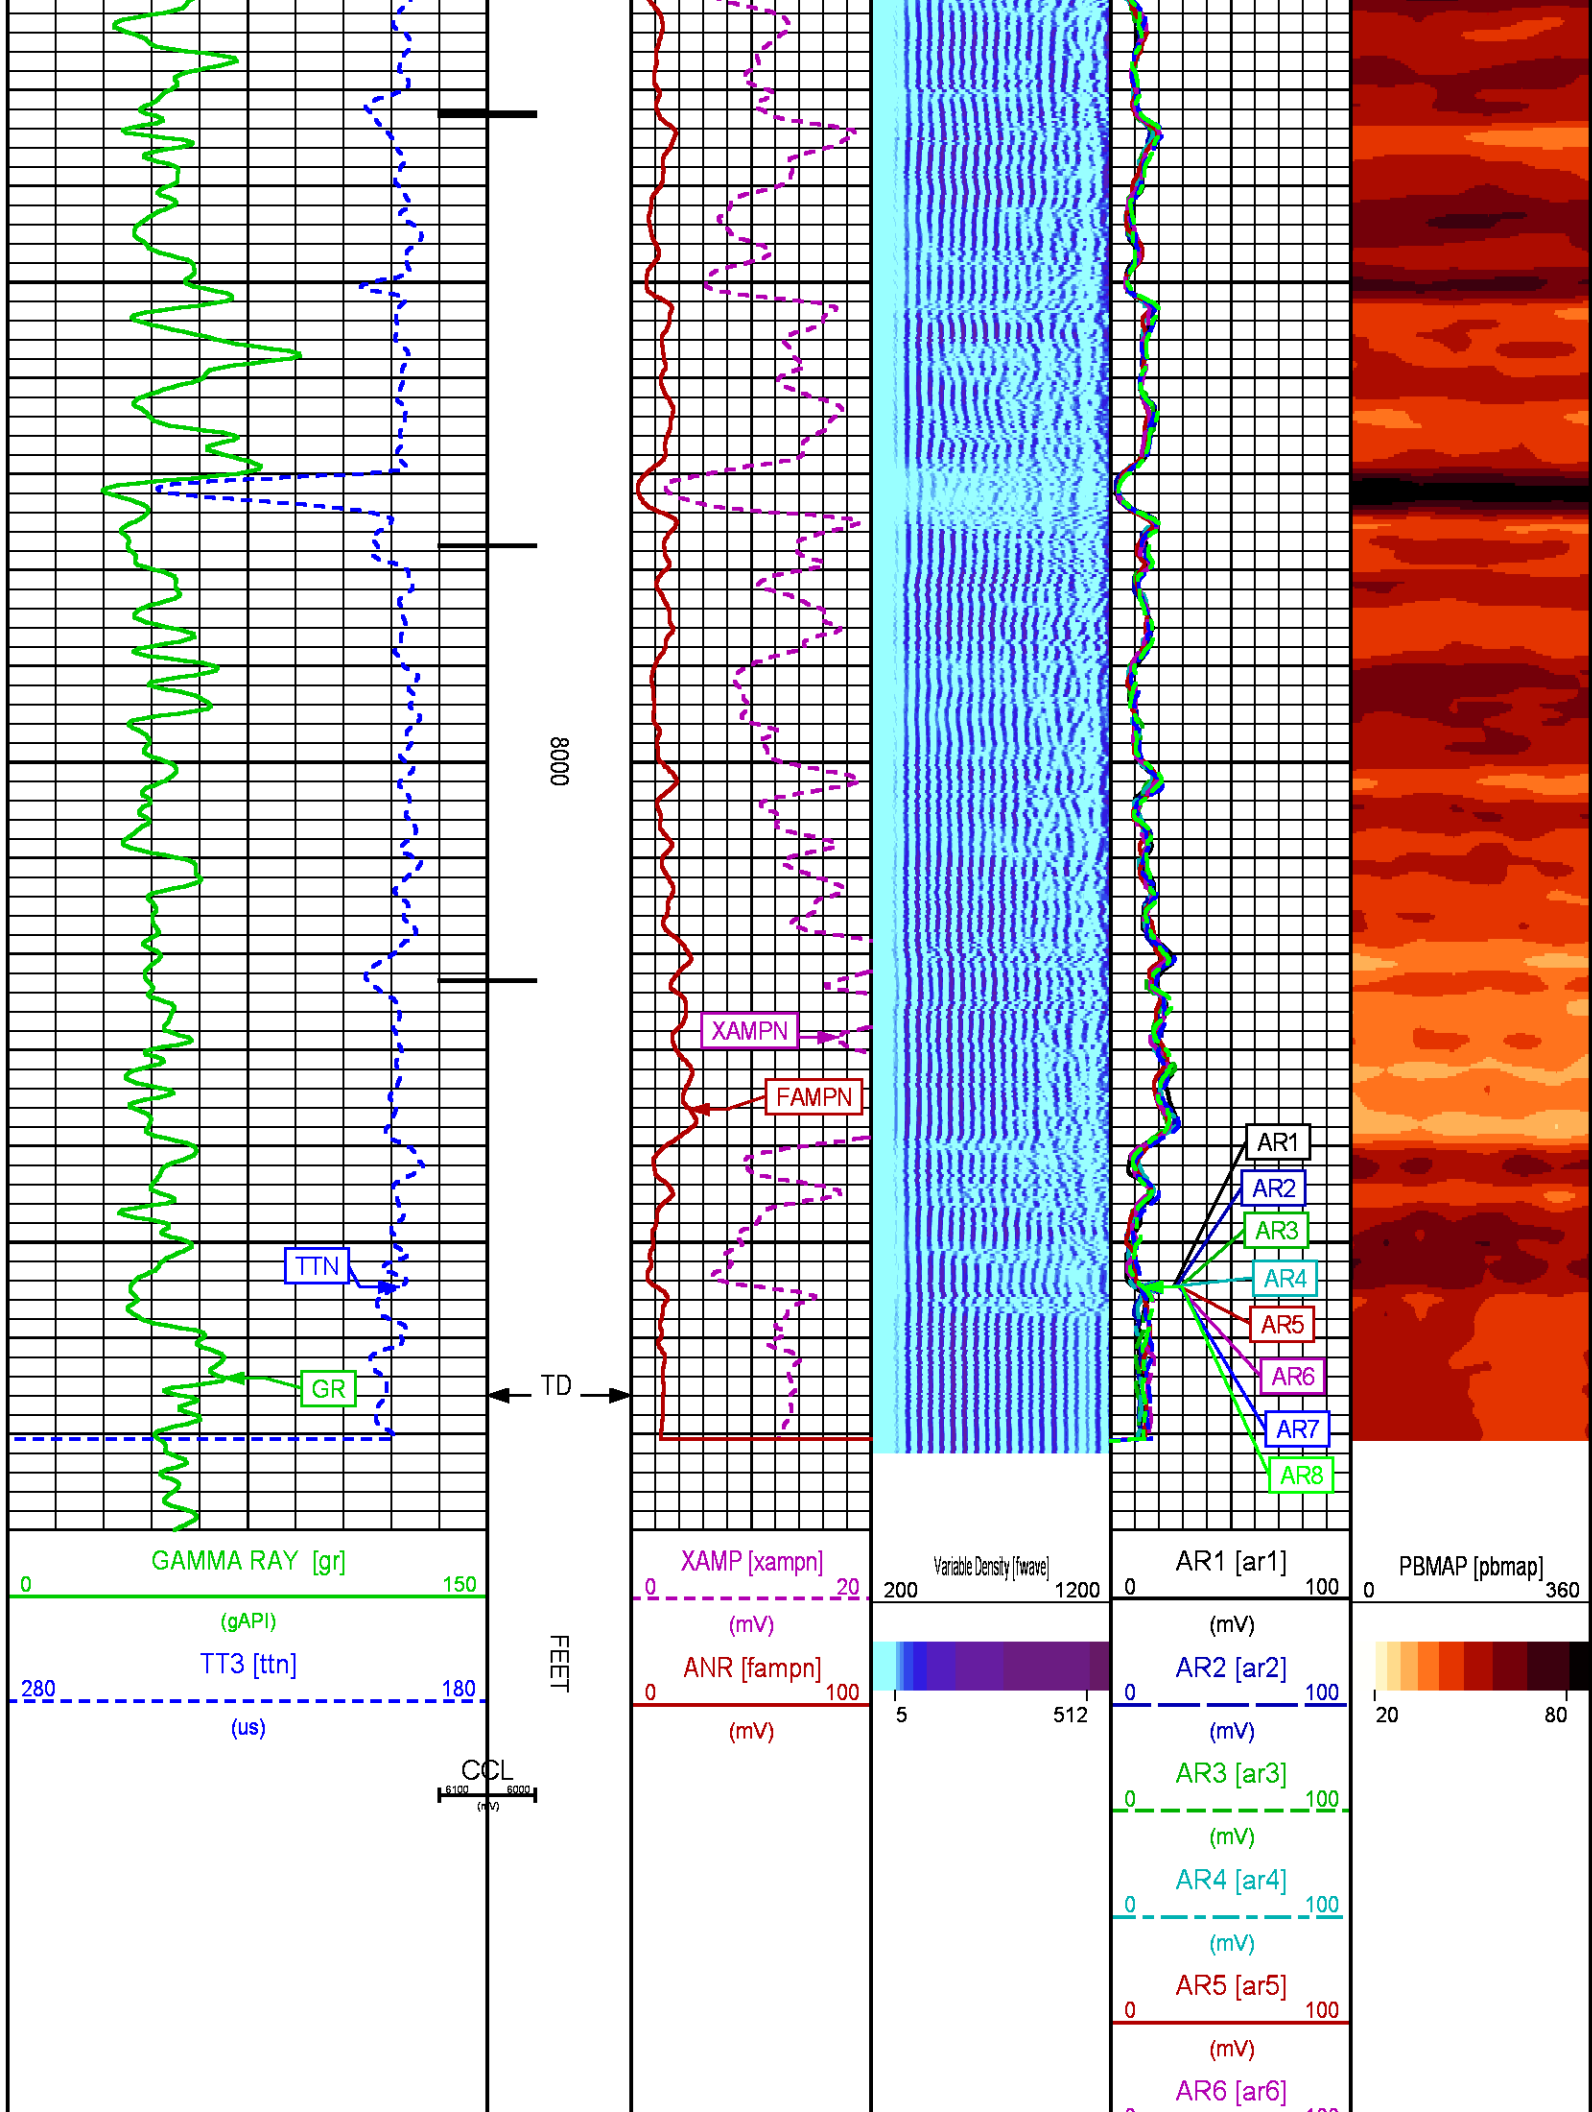 8000
XAMPN
FAMPN
AR1
AR2
AR3
AR4
AR5
AR6
AR7
AR8
TTN
GR
TD
GAMMA RAY [gr]
0 150
(gAPI)
TT3 [ttn]
280 180
(us)
FEET
CCL
6100 6000
(mV)
XAMP [xampn]
0 20
(mV)
ANR [fampn]
0 100
(mV)
Variable Density [fwave]
200 1200
5 512
AR1 [ar1]
0 100
(mV)
AR2 [ar2]
0 100
(mV)
AR3 [ar3]
0 100
(mV)
AR4 [ar4]
0 100
(mV)
AR5 [ar5]
0 100
(mV)
AR6 [ar6]
PBMAP [pbmap]
0 360
20 80